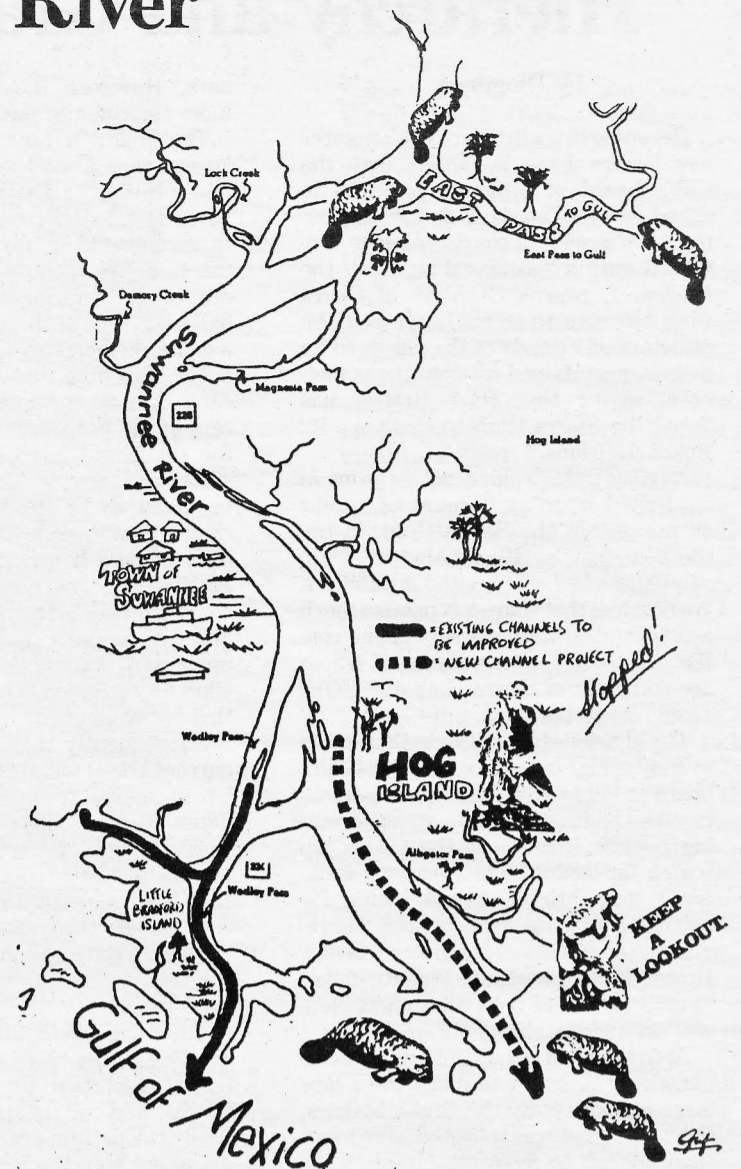 River
Lock Creek
EAST PASS TO GULF
East Pass to Gulf
Demory Creek
Suwannee River
Magnesia Pass
Hog Island
TOWN of
SUWANNEE
= EXISTING CHANNELS TO
BE IMPROVED
= NEW CHANNEL PROJECT
Stopped!
Wadley Pass
HOG
ISLAND
Alligator Pass
Wadley Pass
LITTLE
BRADFORD
ISLAND
KEEP
A
LOOKOUT
Gulf of
Mexico